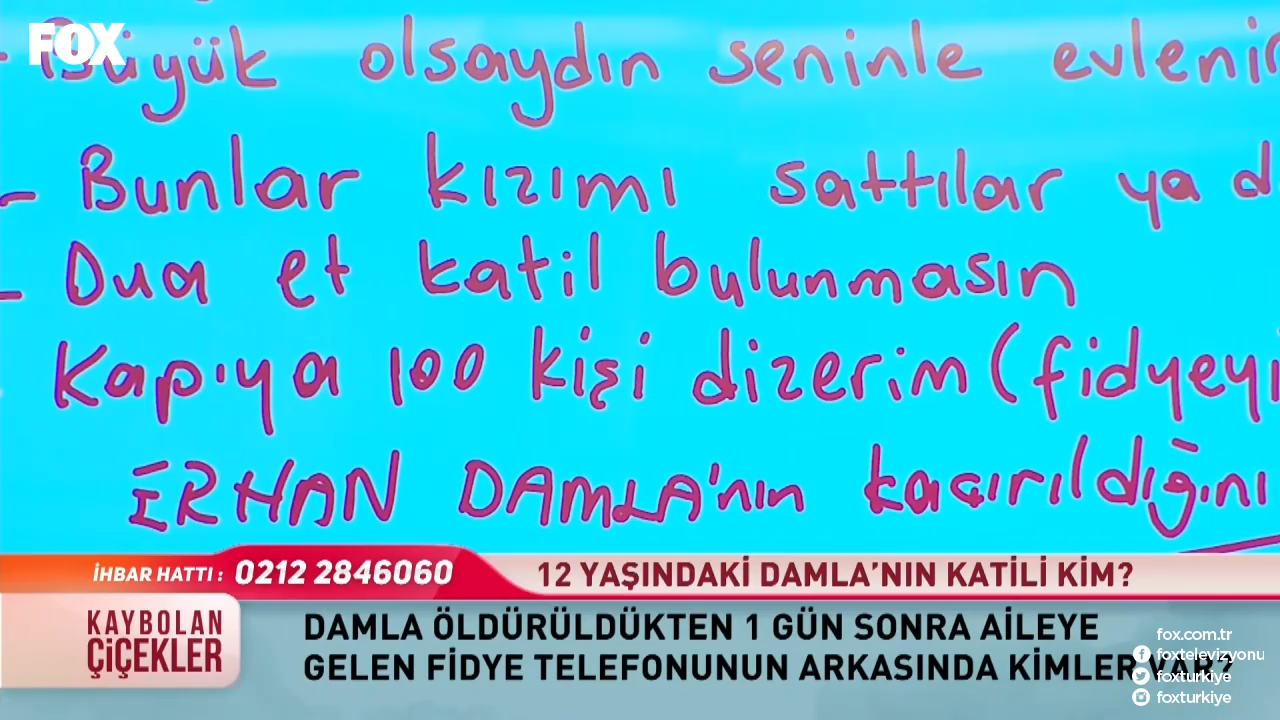 FOX
- Büyük olsaydın seninle evlenir
- Bunlar kızımı sattılar ya d
- Dua et katil bulunmasın
Kapıya 100 kişi dizerim (fidyeyi
ERHAN DAMLA'nın kaçırıldığını
İHBAR HATTI : 0212 2846060
12 YAŞINDAKİ DAMLA'NIN KATİLİ KİM?
KAYBOLAN
ÇİÇEKLER
DAMLA ÖLDÜRÜLDÜKTEN 1 GÜN SONRA AİLEYE
GELEN FİDYE TELEFONUNUN ARKASINDA KİMLER VAR?
fox.com.tr
foxtelevizyonu
foxturkiye
foxturkiye